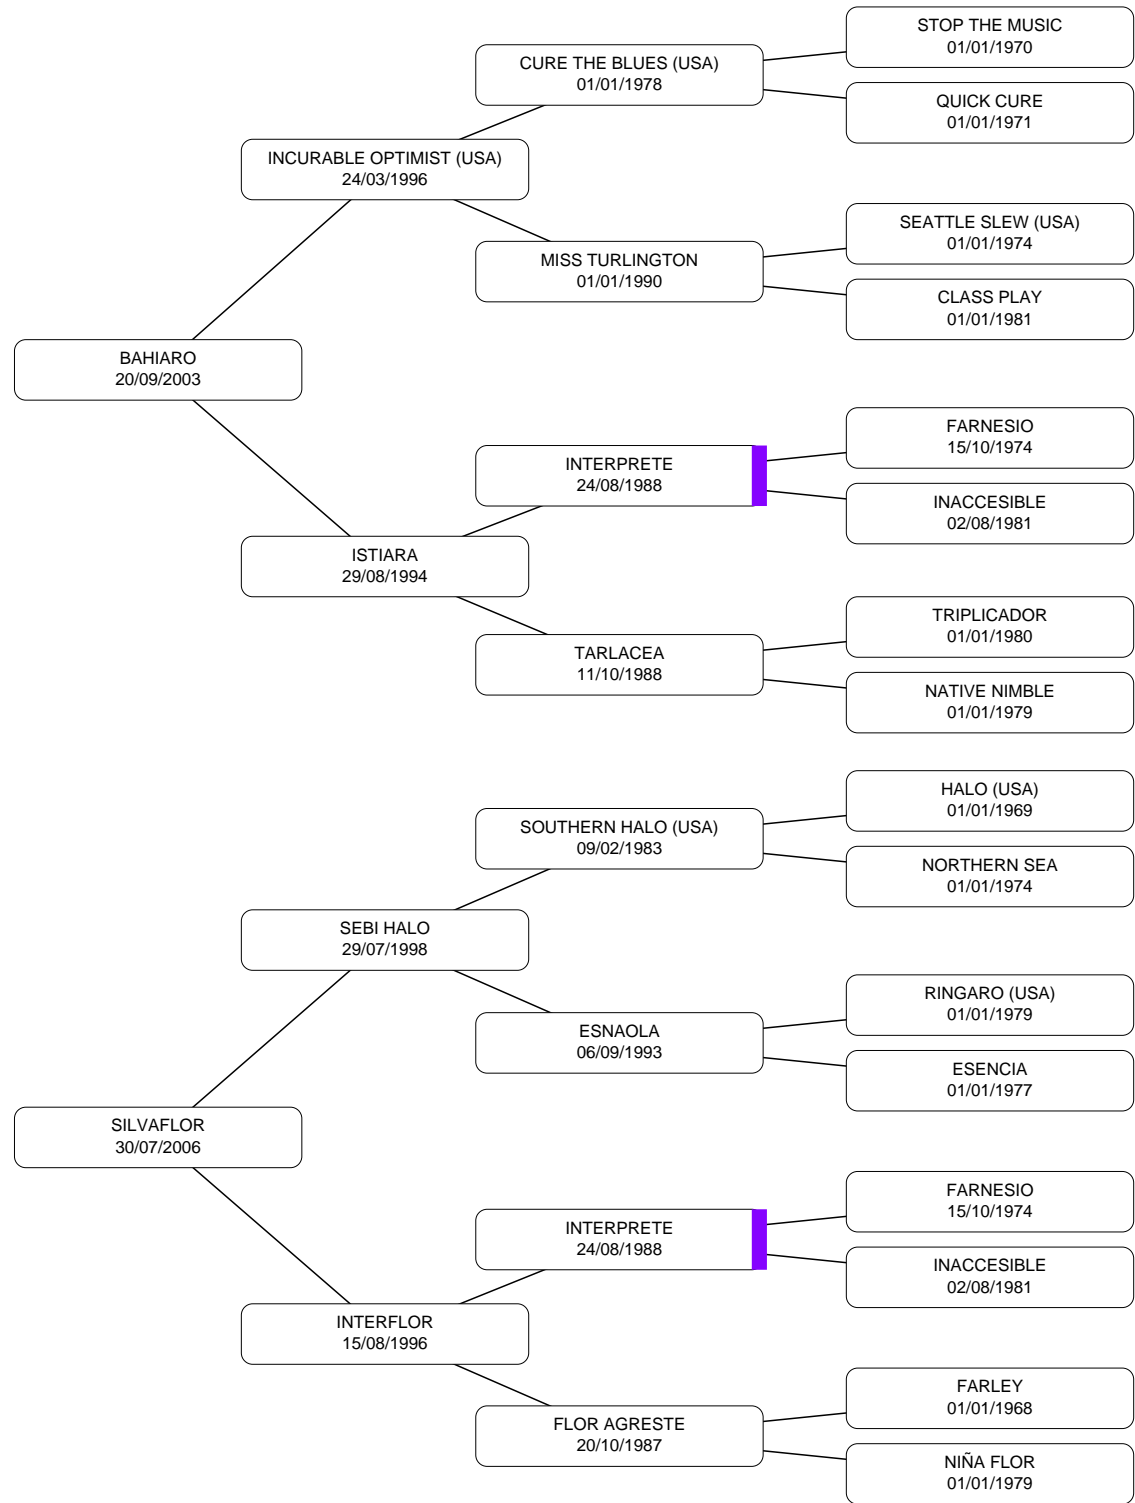 STOP THE MUSIC
01/01/1970
CURE THE BLUES (USA)
01/01/1978
QUICK CURE
01/01/1971
INCURABLE OPTIMIST (USA)
24/03/1996
SEATTLE SLEW (USA)
01/01/1974
MISS TURLINGTON
01/01/1990
CLASS PLAY
01/01/1981
BAHIARO
20/09/2003
FARNESIO
15/10/1974
INTERPRETE
24/08/1988
INACCESIBLE
02/08/1981
ISTIARA
29/08/1994
TRIPLICADOR
01/01/1980
TARLACEA
11/10/1988
NATIVE NIMBLE
01/01/1979
HALO (USA)
01/01/1969
SOUTHERN HALO (USA)
09/02/1983
NORTHERN SEA
01/01/1974
SEBI HALO
29/07/1998
RINGARO (USA)
01/01/1979
ESNAOLA
06/09/1993
ESENCIA
01/01/1977
SILVAFLOR
30/07/2006
FARNESIO
15/10/1974
INTERPRETE
24/08/1988
INACCESIBLE
02/08/1981
INTERFLOR
15/08/1996
FARLEY
01/01/1968
FLOR AGRESTE
20/10/1987
NIÑA FLOR
01/01/1979